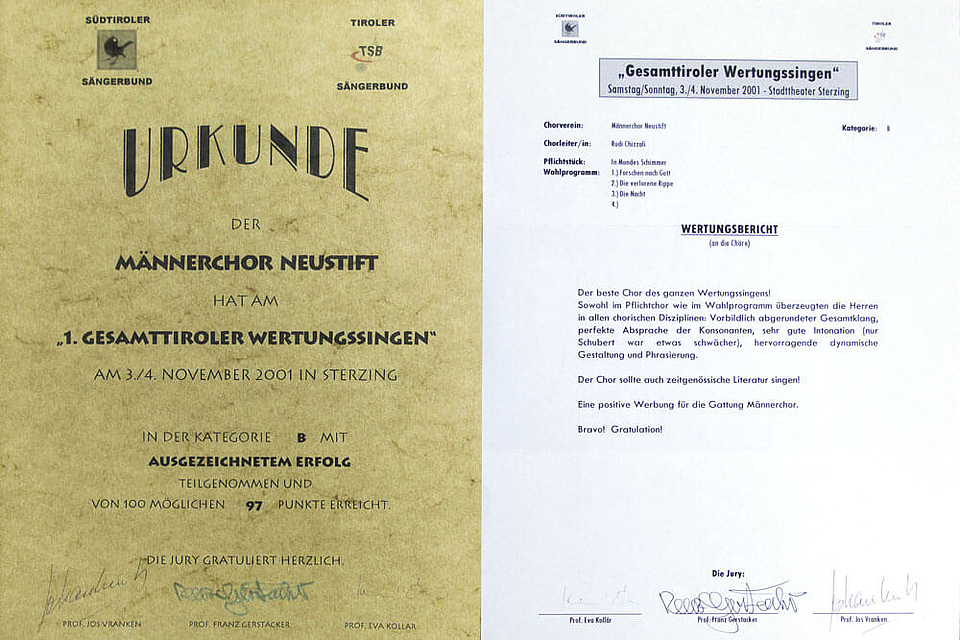 SÜDTIROLER
SÄNGERBUND
TIROLER
TSB
SÄNGERBUND
URKUNDE
DER
MÄNNERCHOR NEUSTIFT
HAT AM
„1. GESAMTTIROLER WERTUNGSSINGEN“
AM 3./4. NOVEMBER 2001 IN STERZING
IN DER KATEGORIE B MIT
AUSGEZEICHNETEM ERFOLG
TEILGENOMMEN UND
VON 100 MÖGLICHEN 97 PUNKTE ERREICHT.
DIE JURY GRATULIERT HERZLICH.
PROF. JOS VRANKEN
PROF. FRANZ GERSTACKER
PROF. EVA KOLLAR
SÜDTIROLER
SÄNGERBUND
TIROLER
TSB
SÄNGERBUND
„Gesamttiroler Wertungssingen“
Samstag/Sonntag, 3./4. November 2001 - Stadttheater Sterzing
Chorverein: Männerchor Neustift
Kategorie: B
Chorleiter/in: Rudi Chizzali
Pflichtstück: In Mondes Schimmer
Wahlprogramm: 1.) Forschen nach Gott
2.) Die verlorene Rippe
3.) Die Nacht
4.)
WERTUNGSBERICHT
(an die Chöre)
Der beste Chor des ganzen Wertungssingens!
Sowohl im Pflichtchor wie im Wahlprogramm überzeugten die Herren
in allen chorischen Disziplinen: Vorbildlich abgerundeter Gesamtklang,
perfekte Absprache der Konsonanten, sehr gute Intonation (nur
Schubert war etwas schwächer), hervorragende dynamische
Gestaltung und Phrasierung.
Der Chor sollte auch zeitgenössische Literatur singen!
Eine positive Werbung für die Gattung Männerchor.
Bravo! Gratulation!
Die Jury:
Prof. Eva Kollár
Prof. Franz Gerstacker
Prof. Jos Vranken